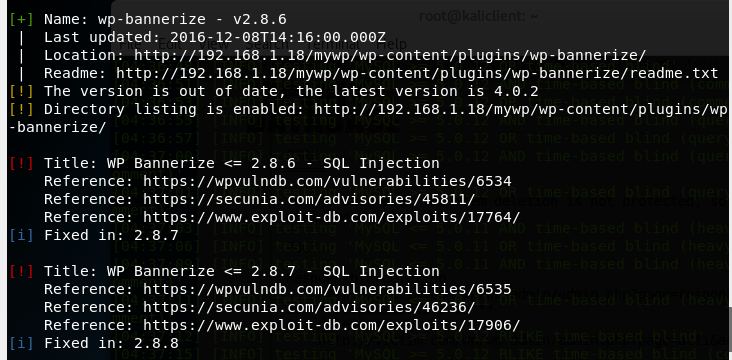 root@kaliclient: ~
File Edit View Search Terminal Help
[+] Name: wp-bannerize - v2.8.6
| Last updated: 2016-12-08T14:16:00.000Z
| Location: http://192.168.1.18/mywp/wp-content/plugins/wp-bannerize/
| Readme: http://192.168.1.18/mywp/wp-content/plugins/wp-bannerize/readme.txt
[!] The version is out of date, the latest version is 4.0.2
[!] Directory listing is enabled: http://192.168.1.18/mywp/wp-content/plugins/wp
-bannerize/
[!] Title: WP Bannerize <= 2.8.6 - SQL Injection
Reference: https://wpvulndb.com/vulnerabilities/6534
Reference: https://secunia.com/advisories/45811/
Reference: https://www.exploit-db.com/exploits/17764/
[i] Fixed in: 2.8.7
[!] Title: WP Bannerize <= 2.8.7 - SQL Injection
Reference: https://wpvulndb.com/vulnerabilities/6535
Reference: https://secunia.com/advisories/46236/
Reference: https://www.exploit-db.com/exploits/17906/
[i] Fixed in: 2.8.8